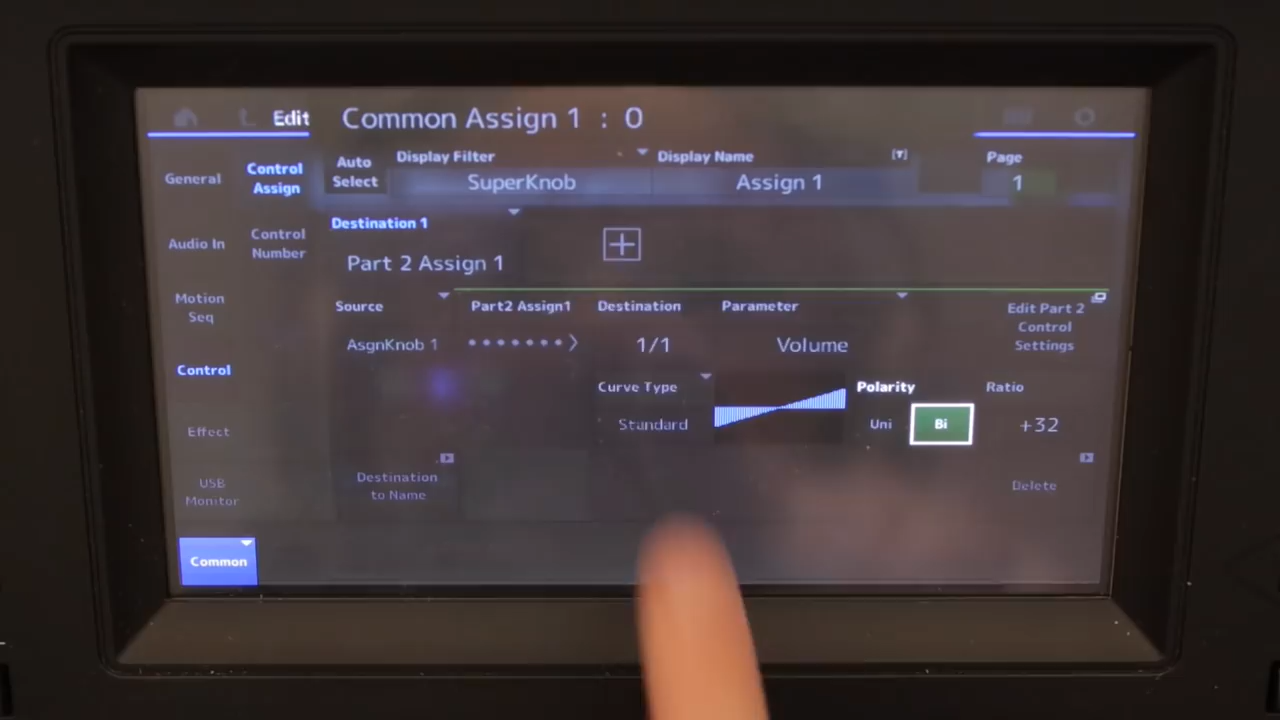 Edit
Common Assign 1 : 0
General
Control
Assign
Auto
Select
Display Filter
SuperKnob
Display Name
[T]
Assign 1
Page
1
Audio In
Control
Number
Destination 1
Part 2 Assign 1
Motion
Seq
Source
Part2 Assign1
Destination
Parameter
Edit Part 2
Control
Settings
AsgnKnob 1
1/1
Volume
Control
Curve Type
Standard
Polarity
Uni
Bi
Ratio
+32
Effect
USB
Monitor
Destination
to Name
Delete
Common